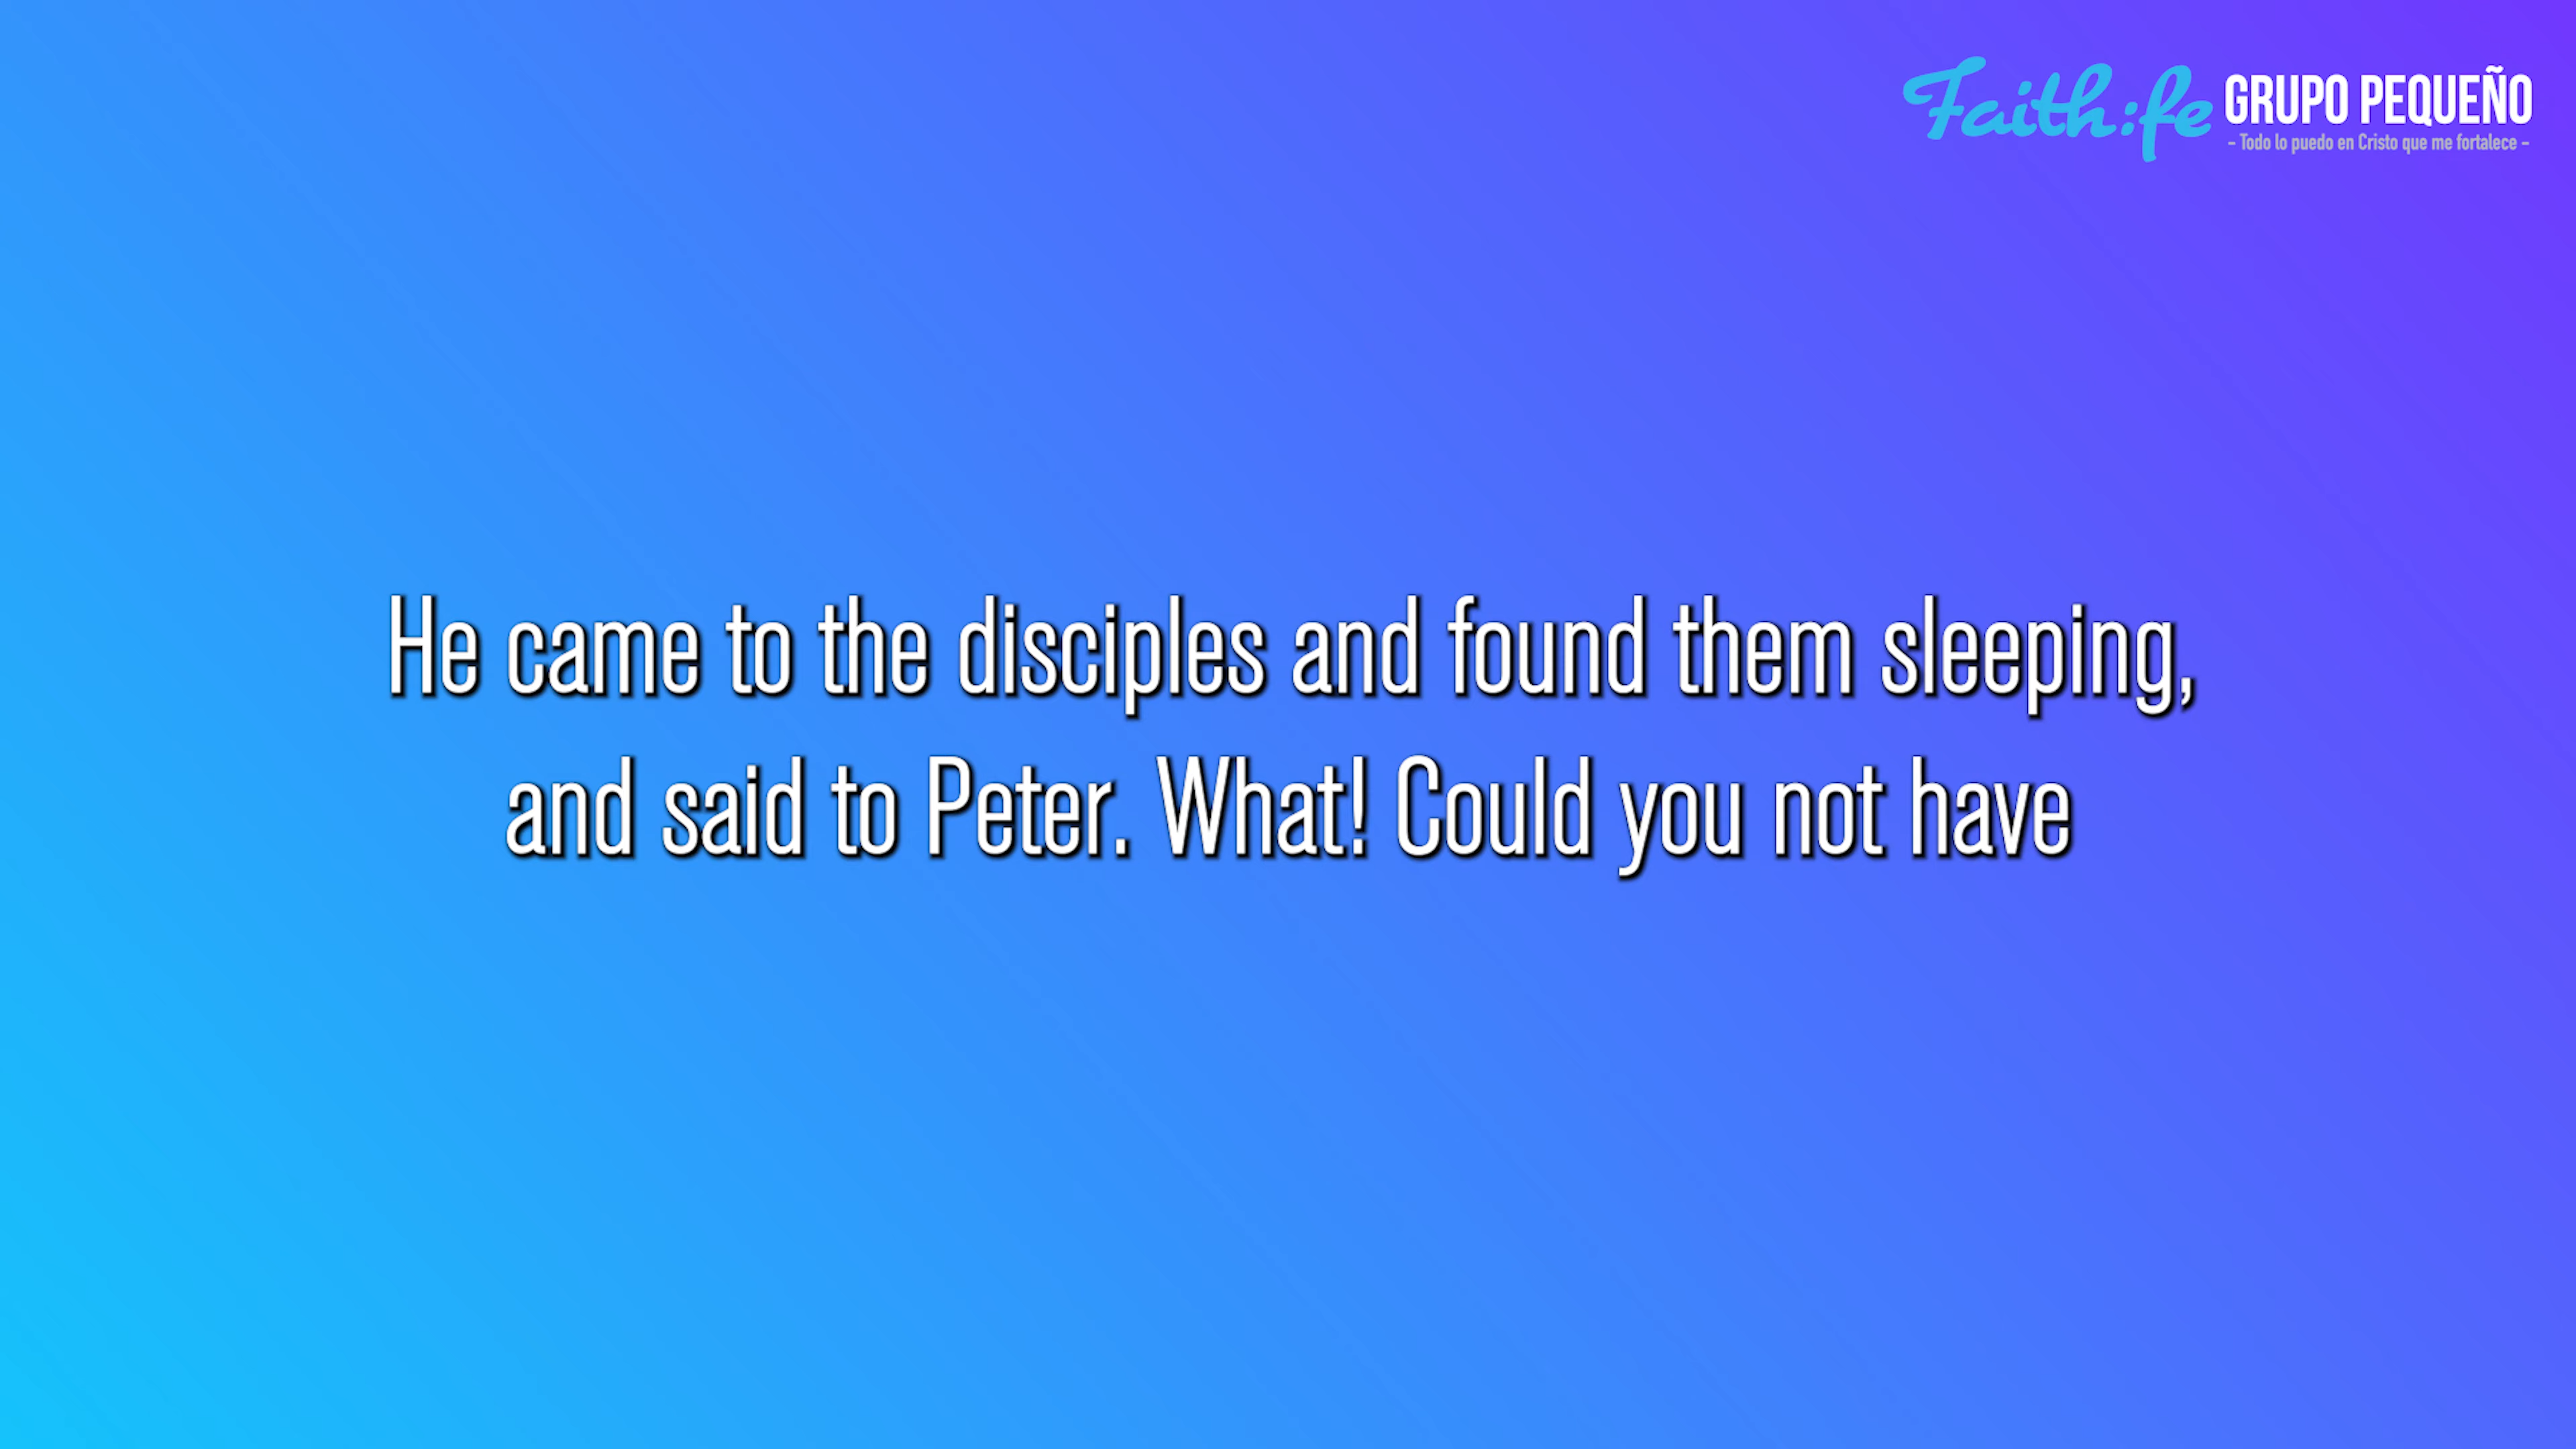 Faith:fe GRUPO PEQUEÑO
- Todo lo puedo en Cristo que me fortalece -
He came to the disciples and found them sleeping,
and said to Peter. What! Could you not have